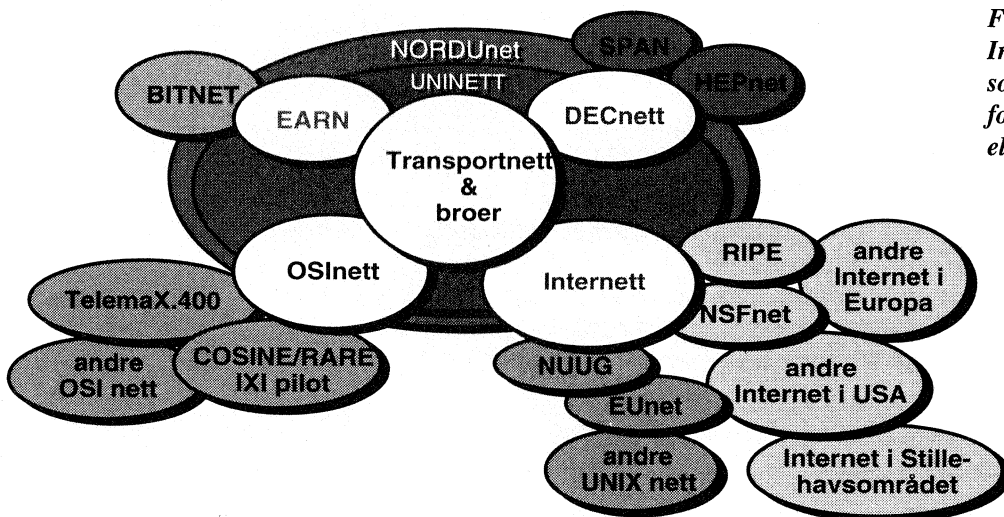 NORDUnet
SPAN
UNINETT
HEPnet
BITNET
EARN
DECnett
Transportnett
&
broer
OSInett
Internett
RIPE
andre
Internet i
Europa
NSFnet
TelemaX.400
andre
OSI nett
COSINE/RARE
IXI pilot
NUUG
EUnet
andre
UNIX nett
andre
Internet i USA
Internet i Stille-
havsområdet